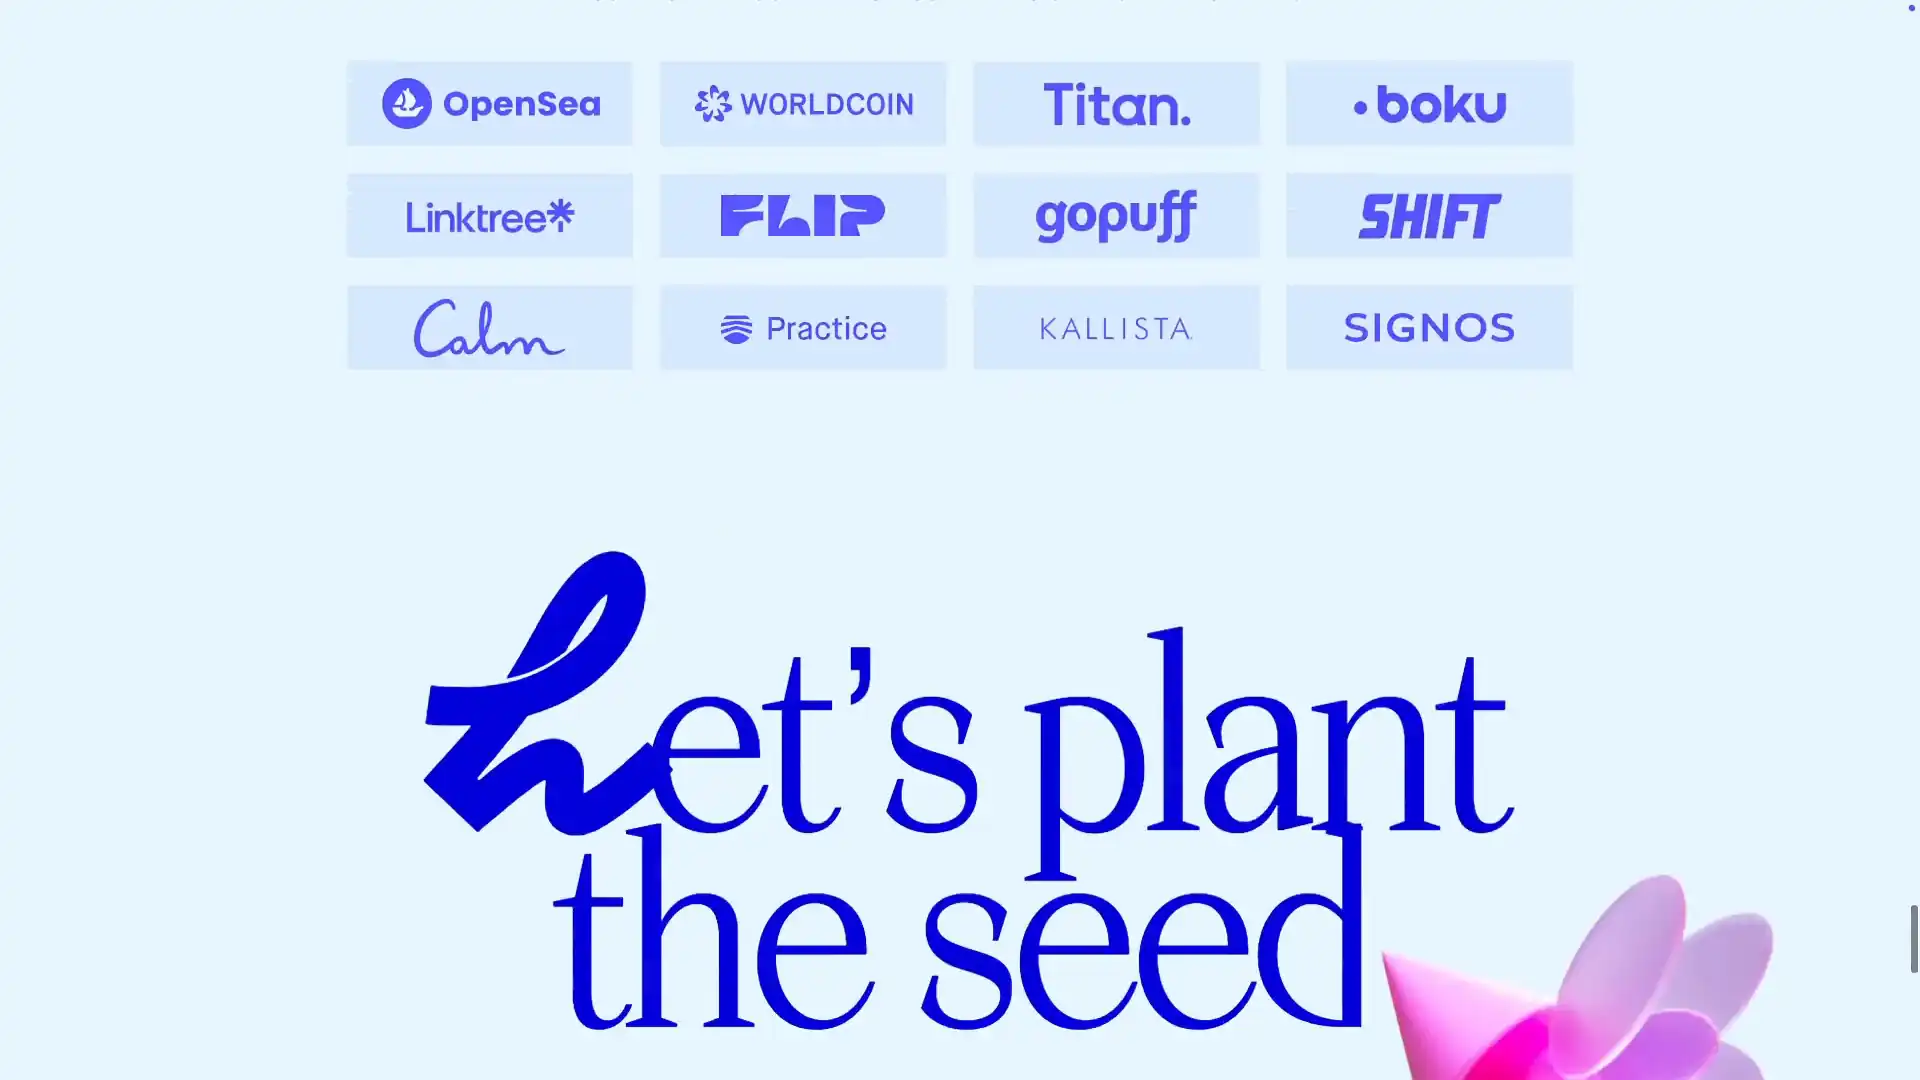 OpenSea
WORLDCOIN
Titan.
boku
Linktree
FLIP
gopuff
SHIFT
Calm
Practice
KALLISTA
SIGNOS
Let's plant
the seed